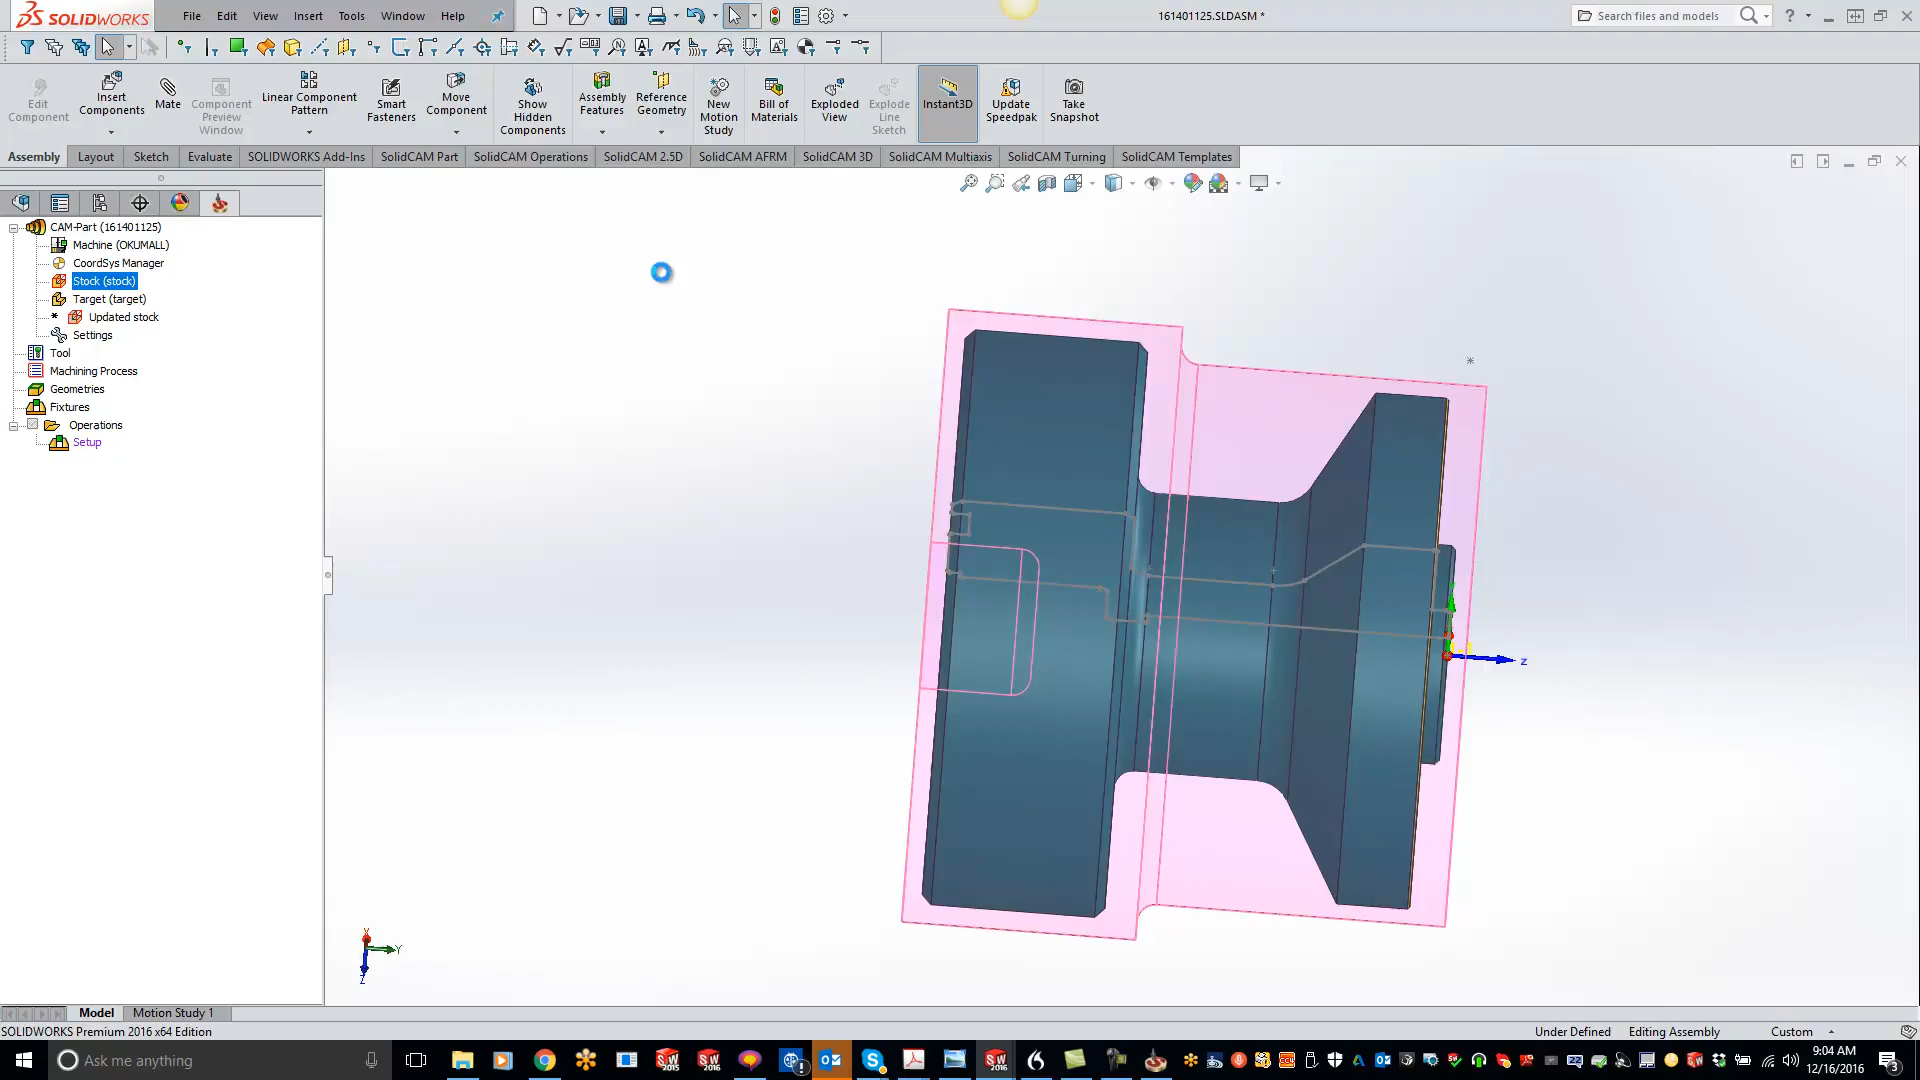 SOLIDWORKS File Edit View Insert Tools Window Help 161401125.SLDASM * Search files and models
Edit Component
Insert Components
Mate
Component Preview Window
Linear Component Pattern
Smart Fasteners
Move Component
Show Hidden Components
Assembly Features
Reference Geometry
New Motion Study
Bill of Materials
Exploded View
Explode Line Sketch
Instant3D
Update Speedpak
Take Snapshot
Assembly Layout Sketch Evaluate SOLIDWORKS Add-Ins SolidCAM Part SolidCAM Operations SolidCAM 2.5D SolidCAM AFRM SolidCAM 3D SolidCAM Multiaxis SolidCAM Turning SolidCAM Templates
CAM-Part (161401125)
Machine (OKUMALL)
CoordSys Manager
Stock (stock)
Target (target)
* Updated stock
Settings
Tool
Machining Process
Geometries
Fixtures
Operations
Setup
z
X
Y
Z
Model Motion Study 1
SOLIDWORKS Premium 2016 x64 Edition Under Defined Editing Assembly Custom
Ask me anything
9:04 AM
12/16/2016